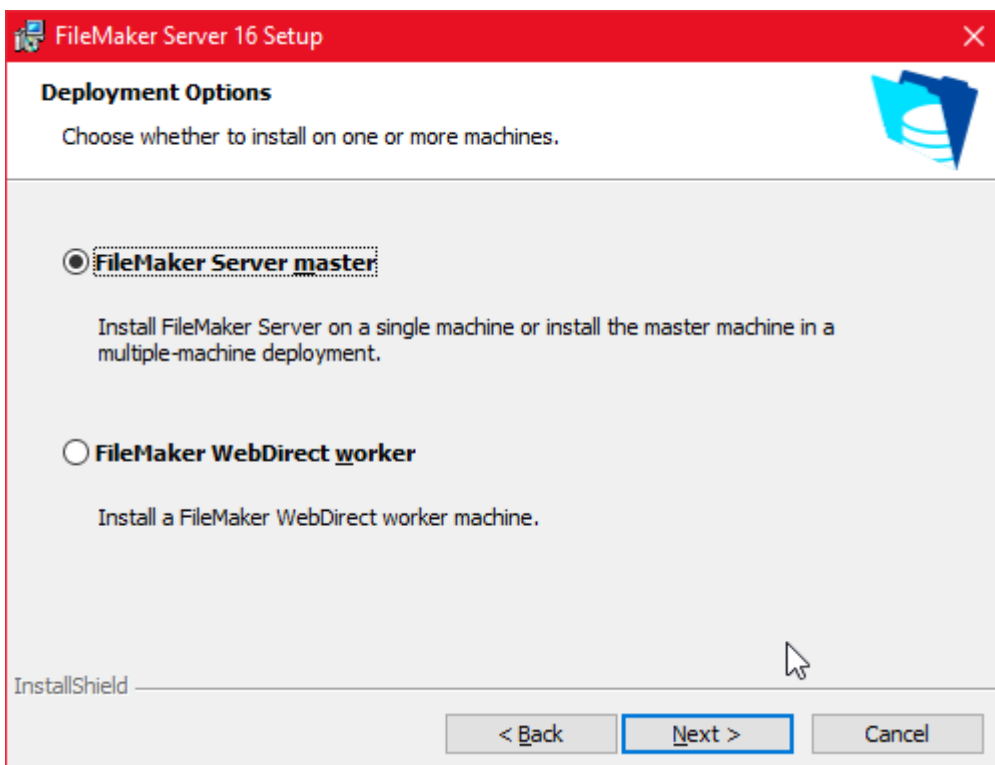 FileMaker Server 16 Setup
Deployment Options
Choose whether to install on one or more machines.
FileMaker Server master
Install FileMaker Server on a single machine or install the master machine in a
multiple-machine deployment.
FileMaker WebDirect worker
Install a FileMaker WebDirect worker machine.
InstallShield
< Back
Next >
Cancel